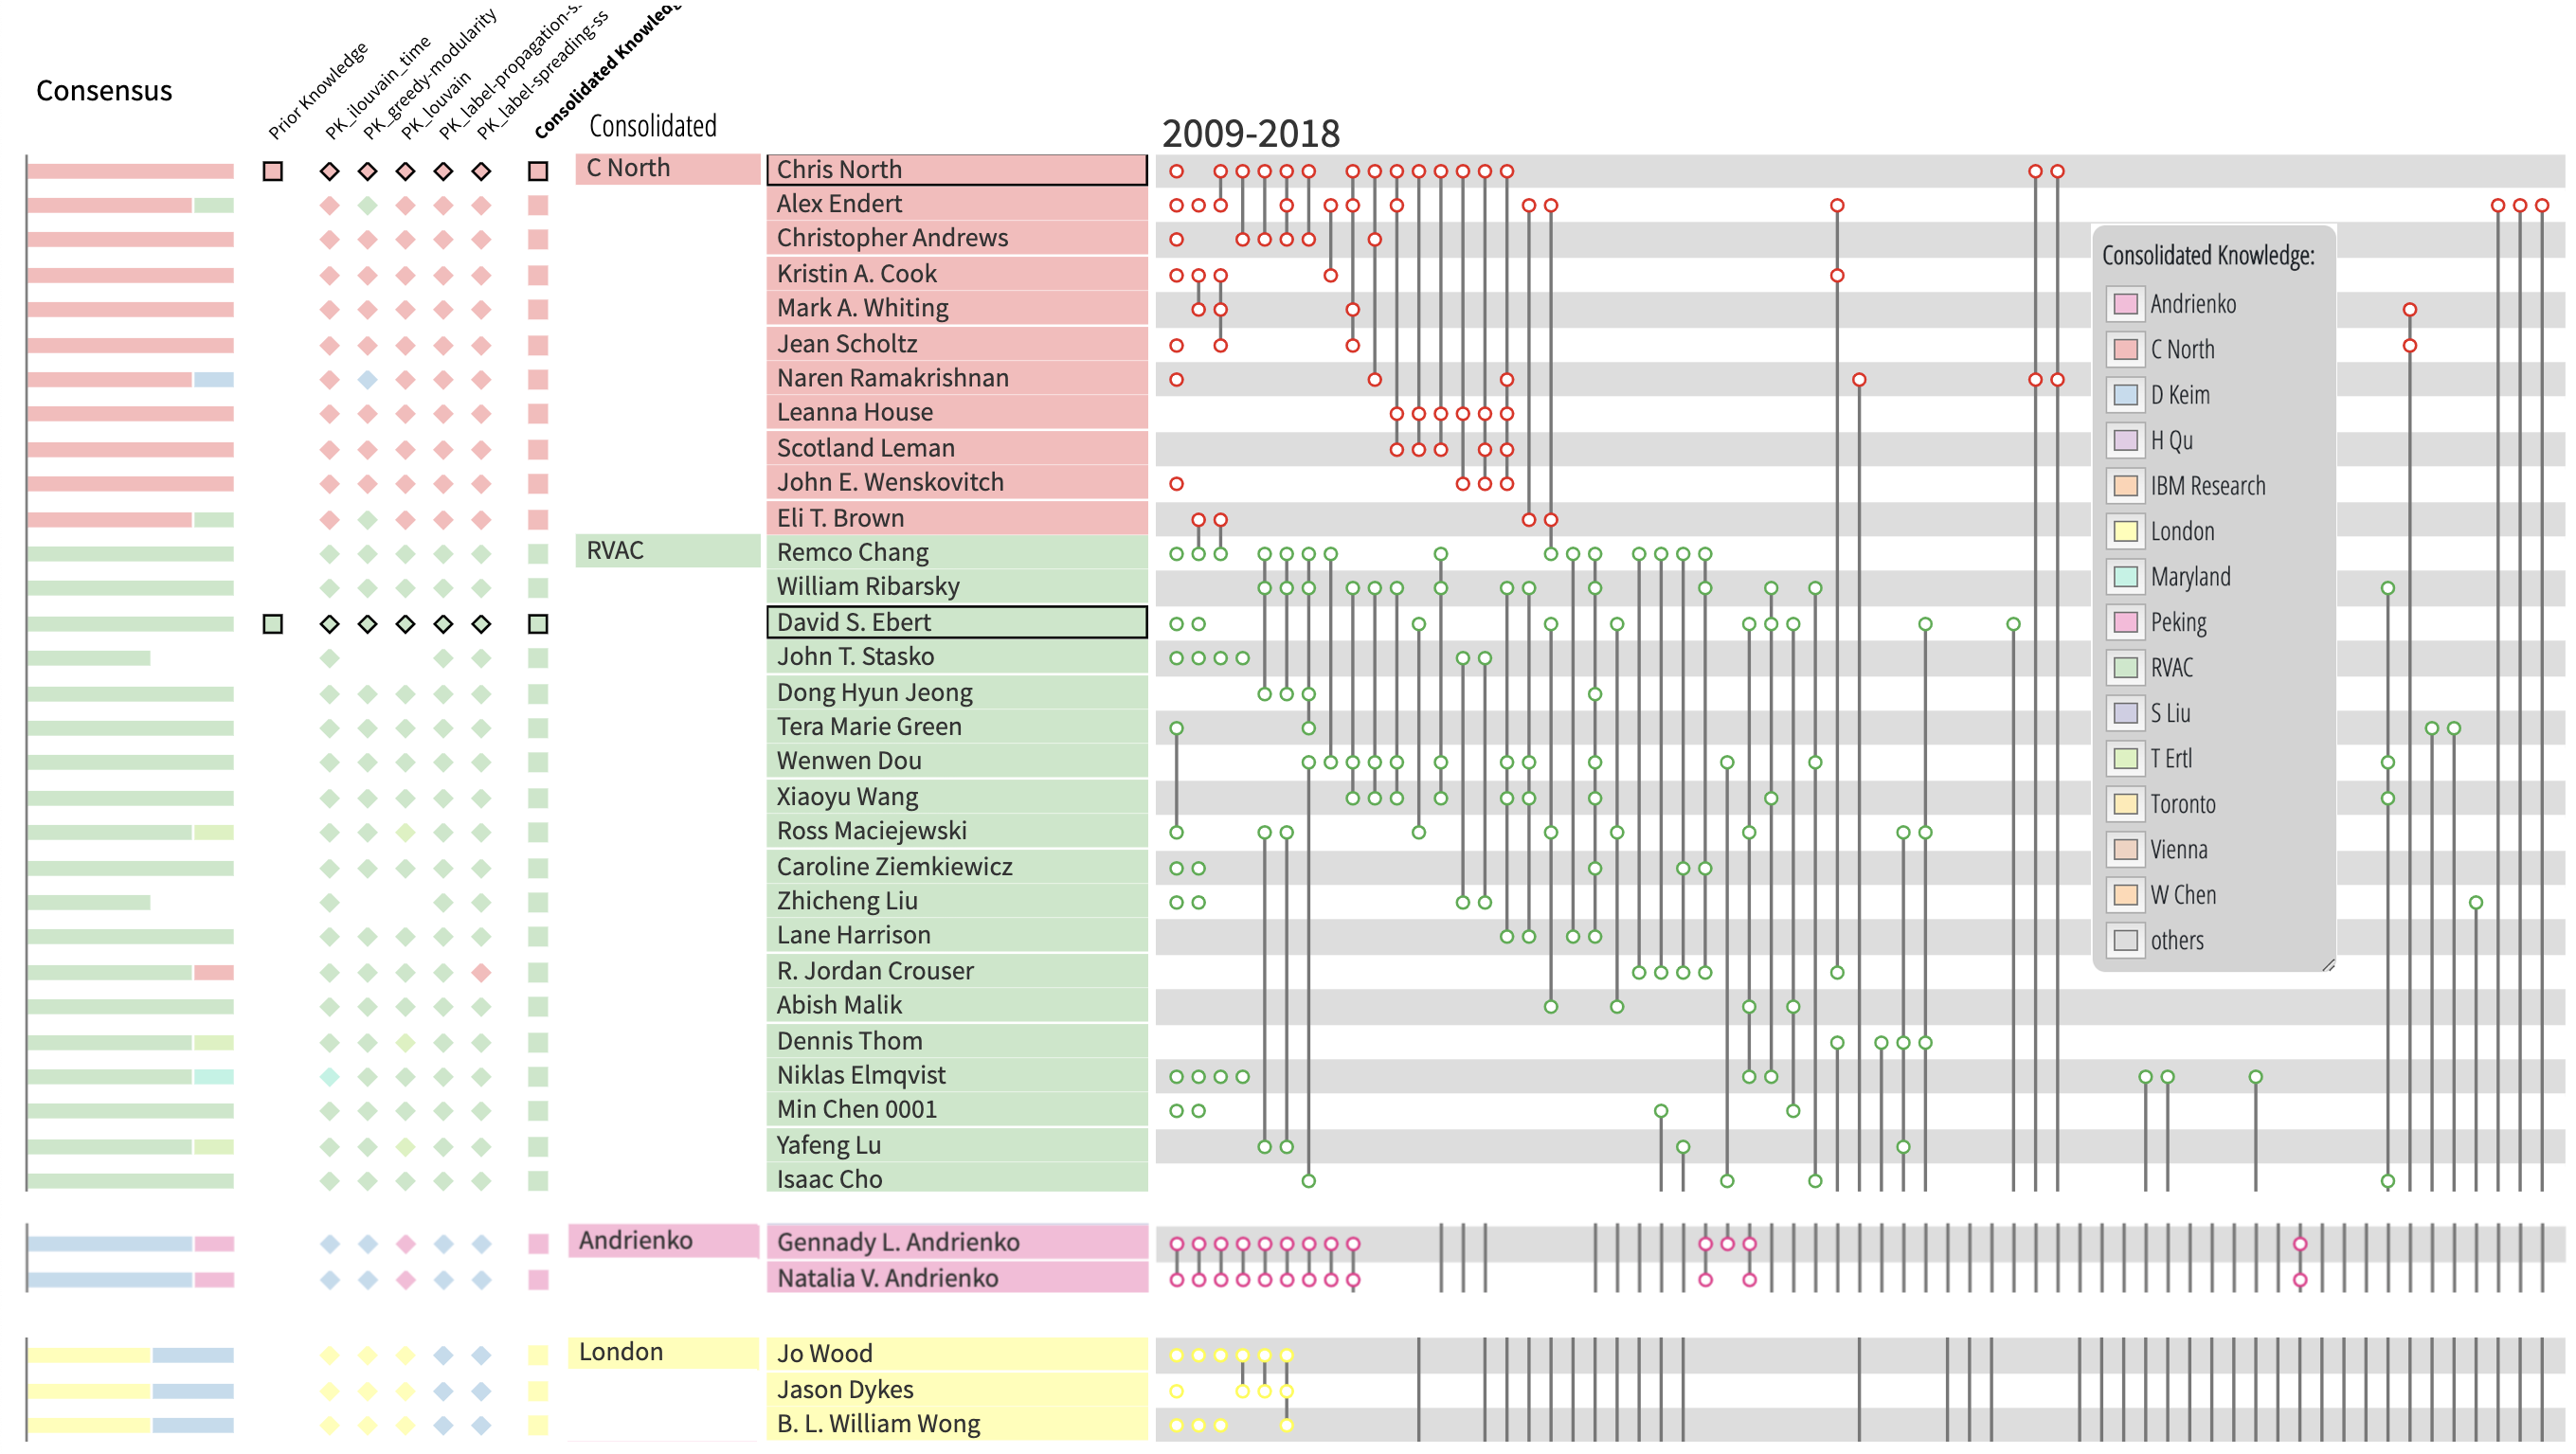 Consensus
Prior Knowledge
PK_ilouvain_time
PK_greedy-modularity
PK_louvain
PK_label-propagation-s
PK_label-spreading-ss
Consolidated Knowledg
Consolidated
2009-2018
C North
Chris North
Alex Endert
Christopher Andrews
Kristin A. Cook
Mark A. Whiting
Jean Scholtz
Naren Ramakrishnan
Leanna House
Scotland Leman
John E. Wenskovitch
Eli T. Brown
RVAC
Remco Chang
William Ribarsky
David S. Ebert
John T. Stasko
Dong Hyun Jeong
Tera Marie Green
Wenwen Dou
Xiaoyu Wang
Ross Maciejewski
Caroline Ziemkiewicz
Zhicheng Liu
Lane Harrison
R. Jordan Crouser
Abish Malik
Dennis Thom
Niklas Elmqvist
Min Chen 0001
Yafeng Lu
Isaac Cho
Andrienko
Gennady L. Andrienko
Natalia V. Andrienko
London
Jo Wood
Jason Dykes
B. L. William Wong
Consolidated Knowledge:
Andrienko
C North
D Keim
H Qu
IBM Research
London
Maryland
Peking
RVAC
S Liu
T Ertl
Toronto
Vienna
W Chen
others